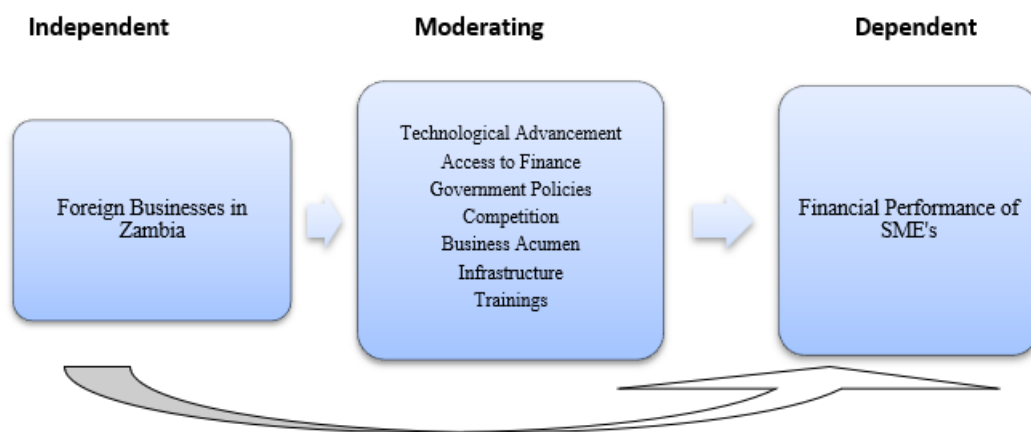 Independent
Moderating
Dependent
Foreign Businesses in
Zambia
Technological Advancement
Access to Finance
Government Policies
Competition
Business Acumen
Infrastructure
Trainings
Financial Performance of
SME's